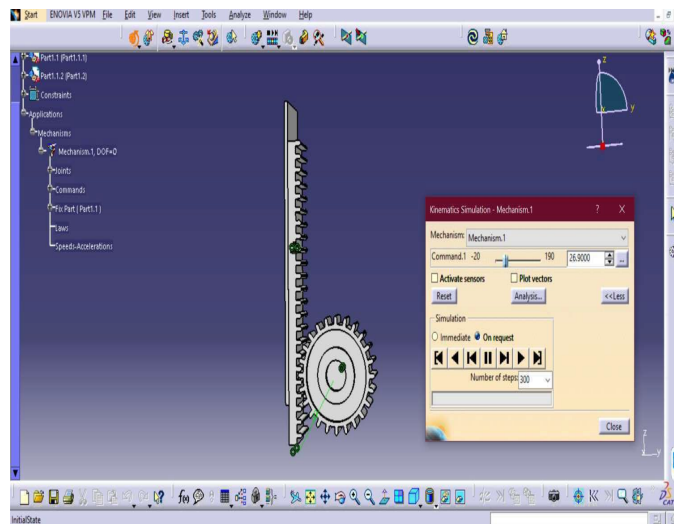 Start ENOVIA V5 VPM File Edit View Insert Tools Analyze Window Help
Part1.1 (Part1.1.1)
Part1.1.2 (Part1.2)
Constraints
Applications
Mechanisms
Mechanism.1, DOF=0
Joints
Commands
Fix Part ( Part1.1 )
Laws
Speeds-Accelerations
z
y
x
Kinematics Simulation - Mechanism.1 ? X
Mechanism: Mechanism.1
Command.1 -20 190 26.9000 ...
Activate sensors Plot vectors
Reset Analysis... <<Less
Simulation
Immediate On request
Number of steps: 300
Close
z
y
f(x)
InitialState